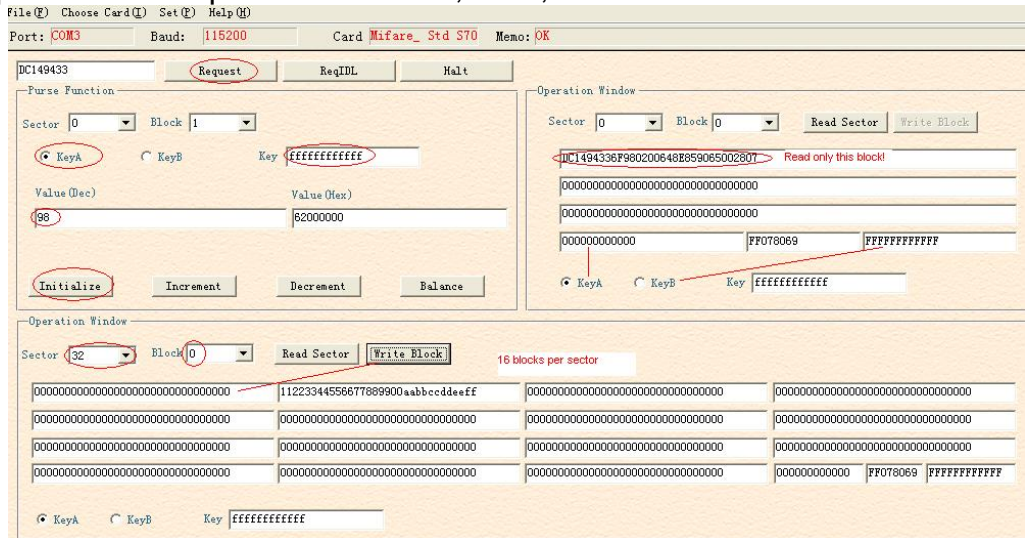 File(F) Choose Card(I) Set(P) Help(H)
Port: COM3 Baud: 115200 Card Mifare_ Std S70 Memo: OK
DC149433 Request ReqIDL Halt
Purse Function
Sector 0 Block 1
KeyA KeyB Key ffffffffffff
Value(Dec) Value(Hex)
98 62000000
Initialize Increment Decrement Balance
Operation Window
Sector 0 Block 0 Read Sector Write Block
DC1494336F980200648E859065002807 Read only this block!
00000000000000000000000000000000
00000000000000000000000000000000
000000000000 FF078069 FFFFFFFFFFFF
KeyA KeyB Key ffffffffffff
Operation Window
Sector 32 Block 0 Read Sector Write Block 16 blocks per sector
00000000000000000000000000000000 11223344556677889900aabbccddeeff 00000000000000000000000000000000 00000000000000000000000000000000
00000000000000000000000000000000 00000000000000000000000000000000 00000000000000000000000000000000 00000000000000000000000000000000
00000000000000000000000000000000 00000000000000000000000000000000 00000000000000000000000000000000 00000000000000000000000000000000
00000000000000000000000000000000 00000000000000000000000000000000 00000000000000000000000000000000 000000000000 FF078069 FFFFFFFFFFFF
KeyA KeyB Key ffffffffffff